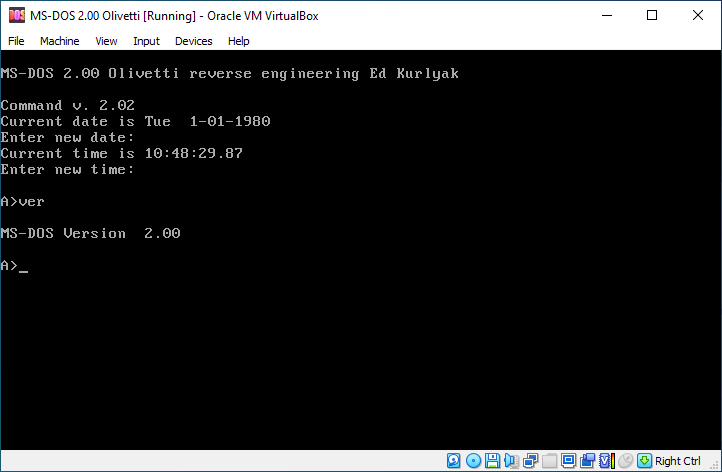 DOS
MS-DOS 2.00 Olivetti [Running] - Oracle VM VirtualBox
File Machine View Input Devices Help
MS-DOS 2.00 Olivetti reverse engineering Ed Kurlyak
Command v. 2.02
Current date is Tue  1-01-1980
Enter new date:
Current time is 10:48:29.87
Enter new time:
A>ver
MS-DOS Version  2.00
A>_
V Right Ctrl